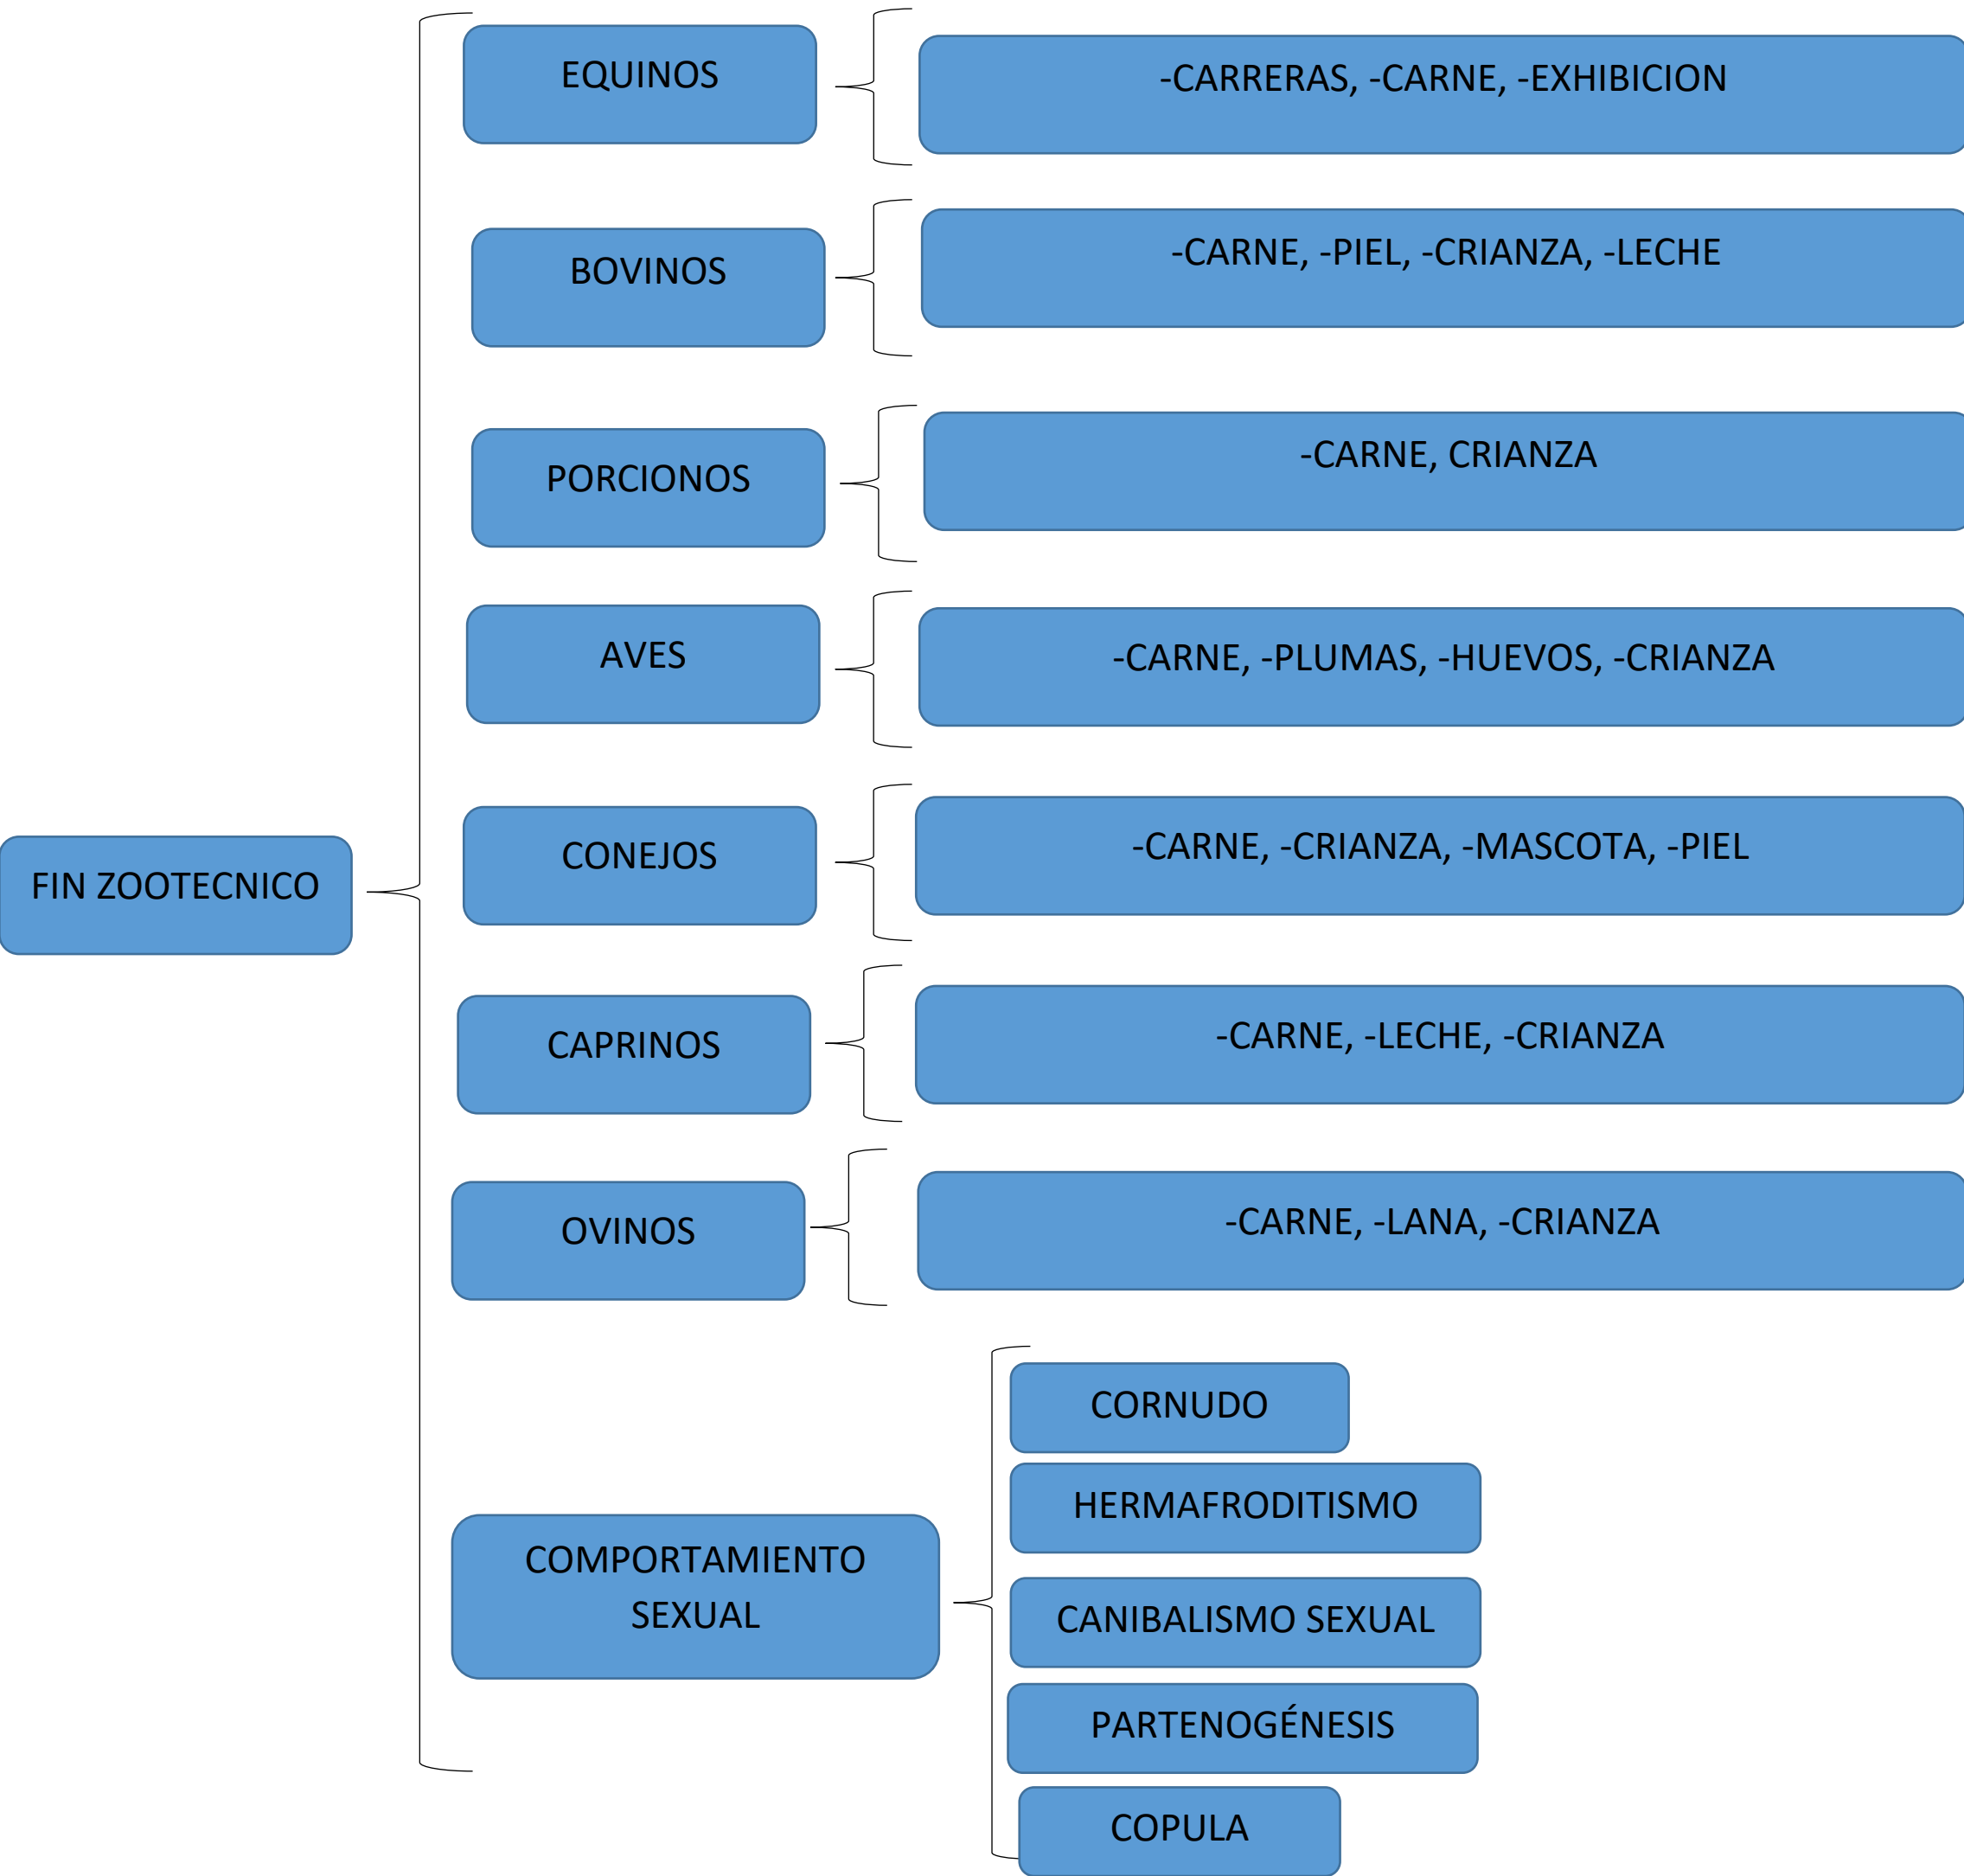 FIN ZOOTECNICO
EQUINOS
-CARRERAS, -CARNE, -EXHIBICION
BOVINOS
-CARNE, -PIEL, -CRIANZA, -LECHE
PORCIONOS
-CARNE, CRIANZA
AVES
-CARNE, -PLUMAS, -HUEVOS, -CRIANZA
CONEJOS
-CARNE, -CRIANZA, -MASCOTA, -PIEL
CAPRINOS
-CARNE, -LECHE, -CRIANZA
OVINOS
-CARNE, -LANA, -CRIANZA
COMPORTAMIENTO
SEXUAL
CORNUDO
HERMAFRODITISMO
CANIBALISMO SEXUAL
PARTENOGÉNESIS
COPULA